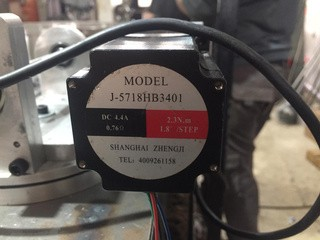 MODEL
J-5718HB3401
DC 4.4A 2.3N.m
0.76Ω 1.8° /STEP
SHANGHAI ZHENGJI
TEL: 4009261158